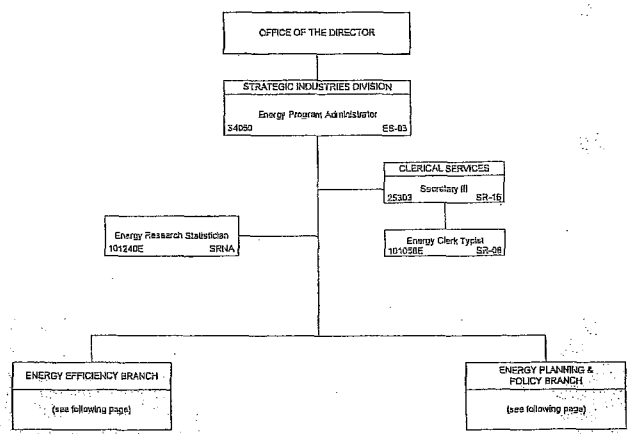 OFFICE OF THE DIRECTOR
STRATEGIC INDUSTRIES DIVISION
Energy Program Administrator
34050 ES-03
CLERICAL SERVICES
Secretary III
25303 SR-16
Energy Clerk Typist
101056E SR-08
Energy Research Statistician
101240E SRNA
ENERGY EFFICIENCY BRANCH
(see following page)
ENERGY PLANNING &
POLICY BRANCH
(see following page)